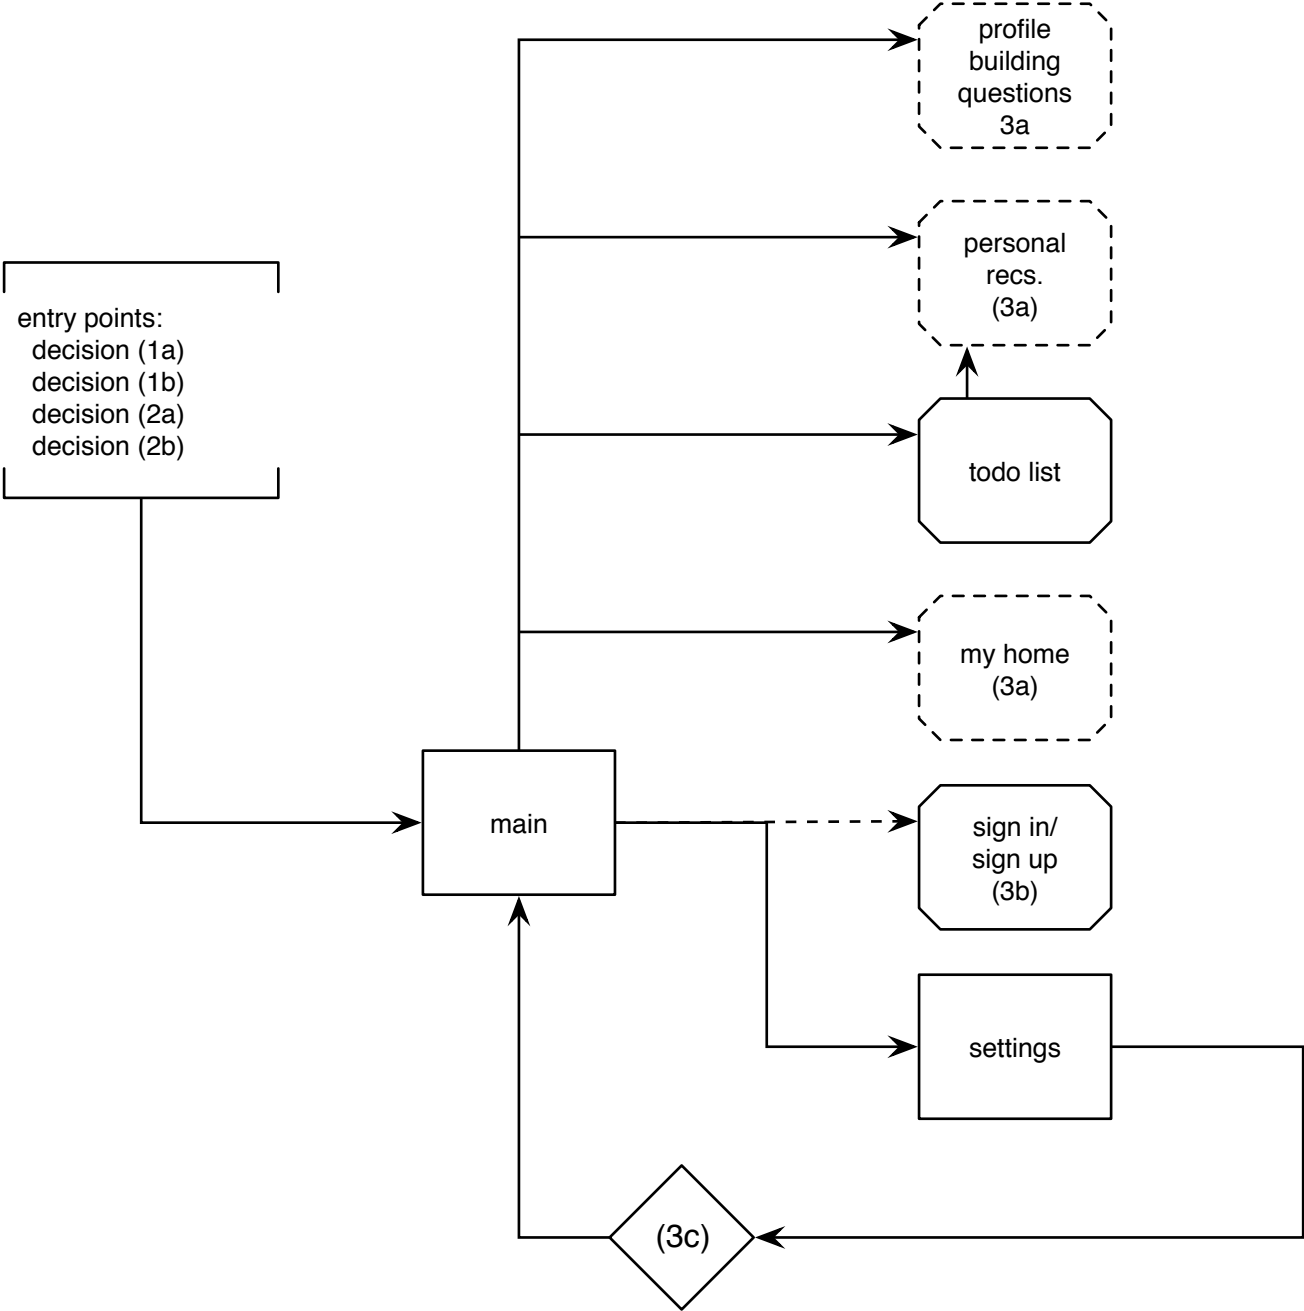 profile
building
questions
3a
personal
recs.
(3a)
entry points:
decision (1a)
decision (1b)
decision (2a)
decision (2b)
todo list
my home
(3a)
main
sign in/
sign up
(3b)
settings
(3c)